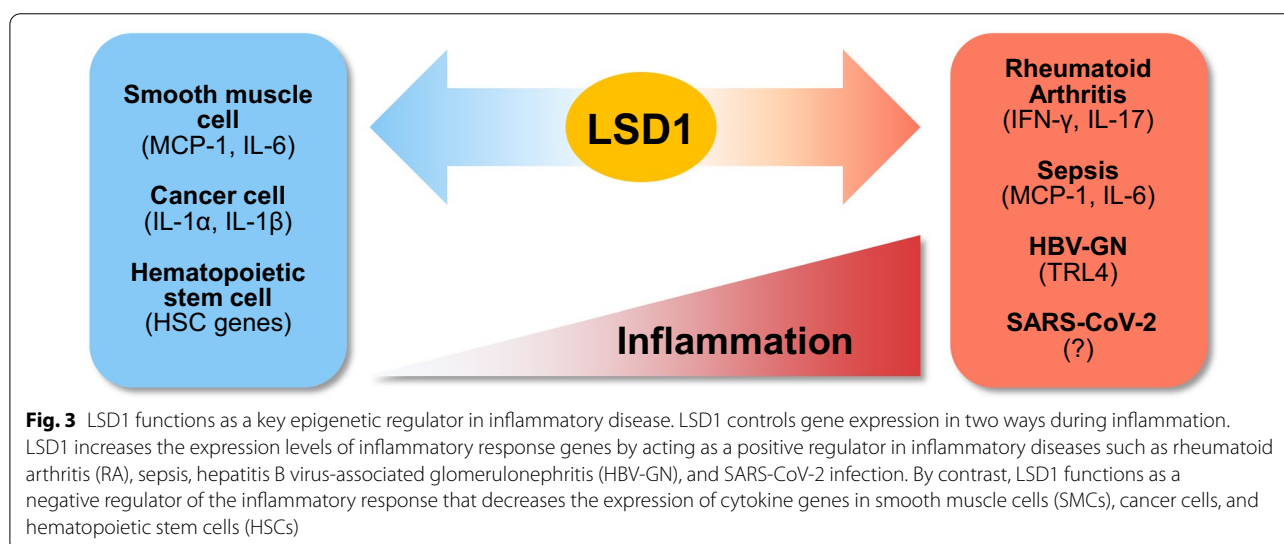 Smooth muscle
cell
(MCP-1, IL-6)
Cancer cell
(IL-1α, IL-1β)
Hematopoietic
stem cell
(HSC genes)
LSD1
Inflammation
Rheumatoid
Arthritis
(IFN-γ, IL-17)
Sepsis
(MCP-1, IL-6)
HBV-GN
(TRL4)
SARS-CoV-2
(?)
Fig. 3 LSD1 functions as a key epigenetic regulator in inflammatory disease. LSD1 controls gene expression in two ways during inflammation.
LSD1 increases the expression levels of inflammatory response genes by acting as a positive regulator in inflammatory diseases such as rheumatoid
arthritis (RA), sepsis, hepatitis B virus-associated glomerulonephritis (HBV-GN), and SARS-CoV-2 infection. By contrast, LSD1 functions as a
negative regulator of the inflammatory response that decreases the expression of cytokine genes in smooth muscle cells (SMCs), cancer cells, and
hematopoietic stem cells (HSCs)